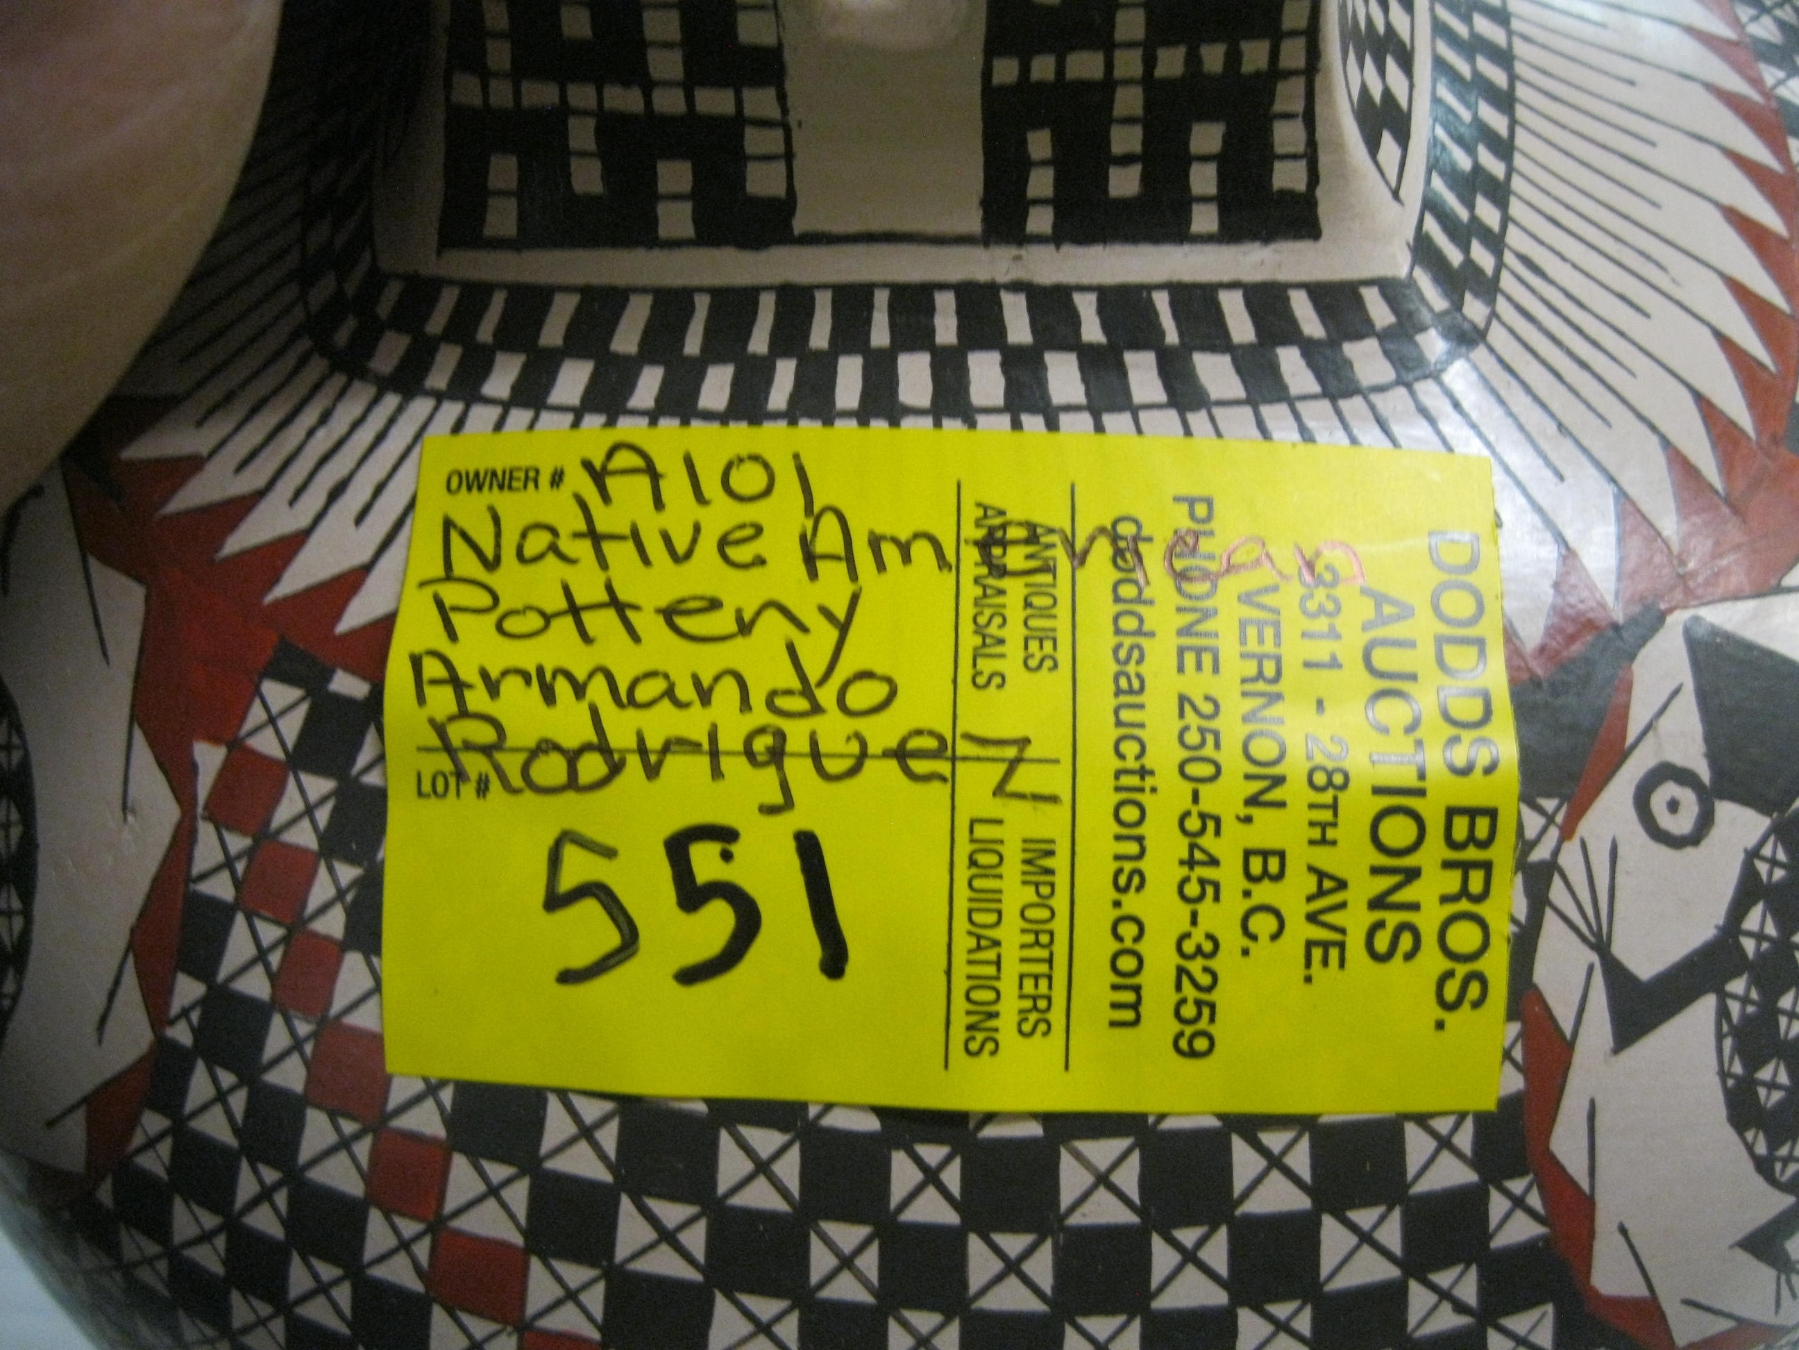 OWNER # A101
Native American
Pottery
Armando
Rodriguez
LOT #
551
DODDS BROS.
AUCTIONS
3311 - 28TH AVE.
VERNON, B.C.
PHONE 250-545-3259
doddsauctions.com
ANTIQUES IMPORTERS
APPRAISALS LIQUIDATIONS